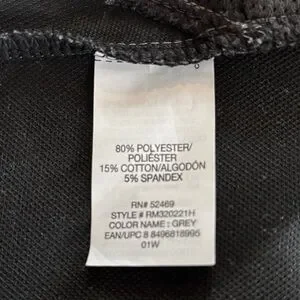 80% POLYESTER/
POLIÉSTER
15% COTTON/ALGODÓN
5% SPANDEX
RN# 52469
STYLE # RM320221H
COLOR NAME : GREY
EAN/UPC 8 8496818995
01W